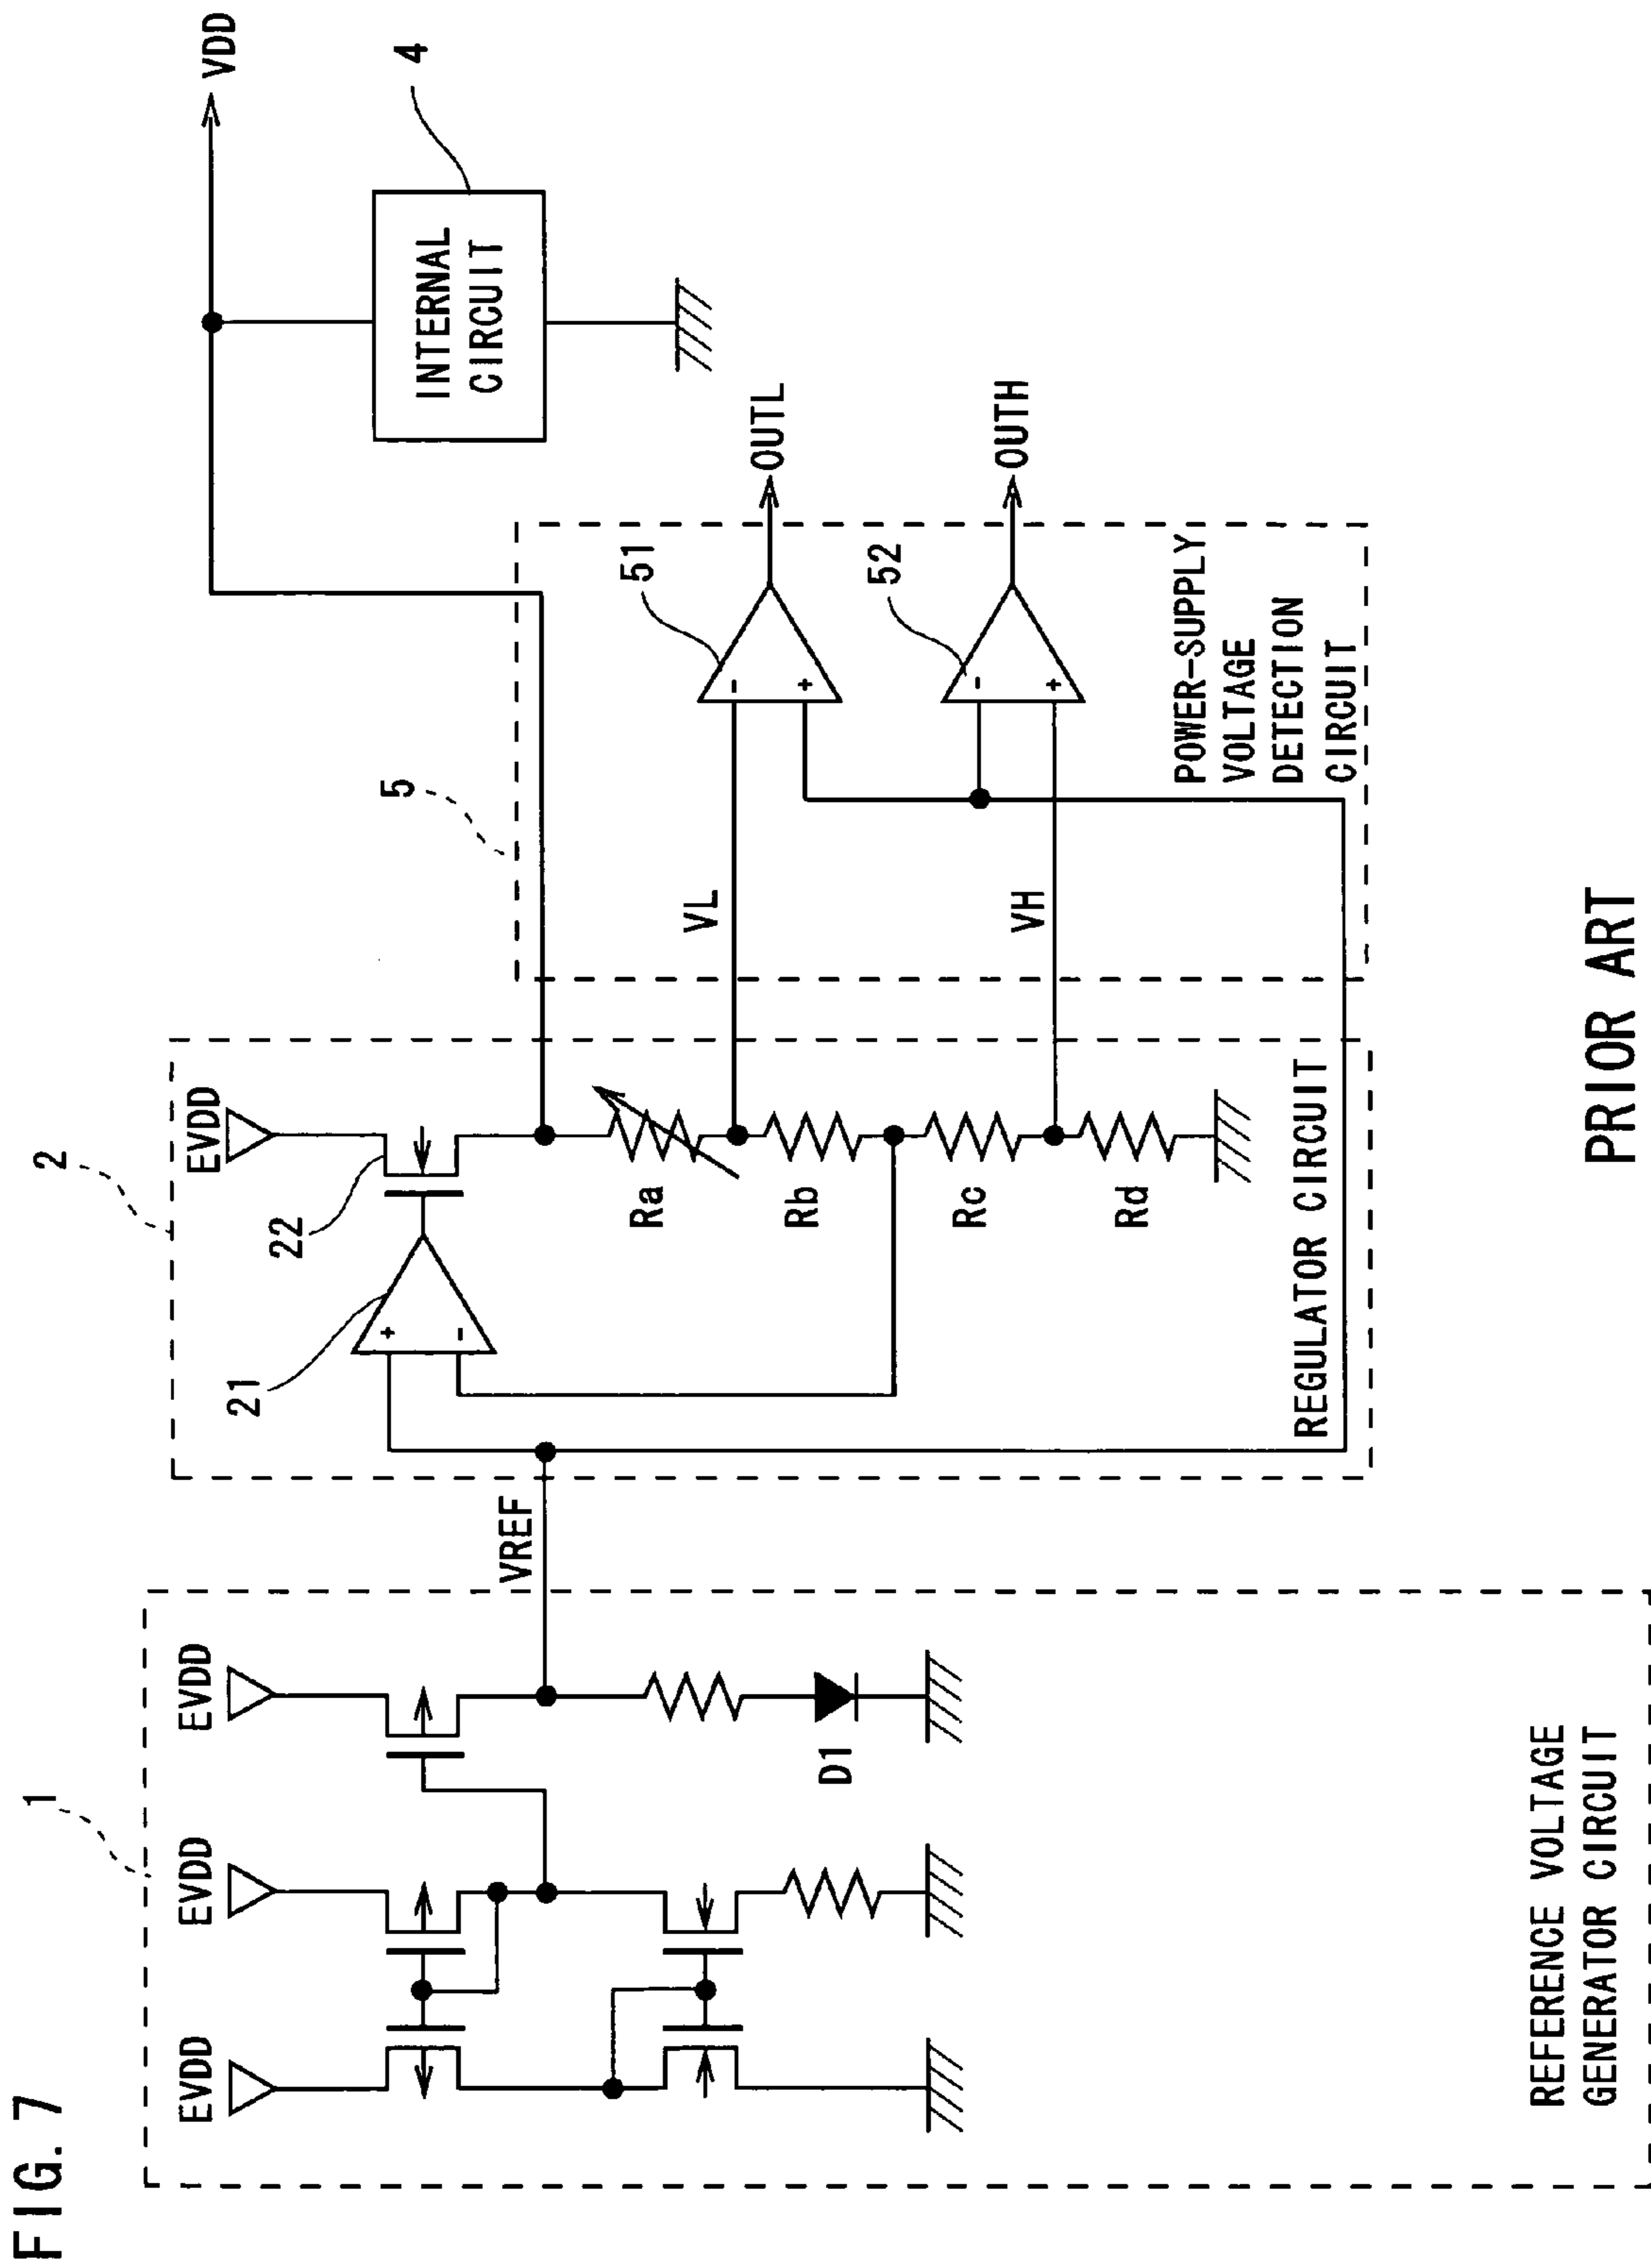 FIG. 7
1
EVDD
EVDD
EVDD
D1
REFERENCE VOLTAGE
GENERATOR CIRCUIT
VREF
2
EVDD
21
+
-
22
Ra
Rb
Rc
Rd
REGULATOR CIRCUIT
5
VL
VH
51
-
+
52
-
+
POWER-SUPPLY
VOLTAGE
DETECTION
CIRCUIT
OUTL
OUTH
VDD
4
INTERNAL
CIRCUIT
PRIOR ART